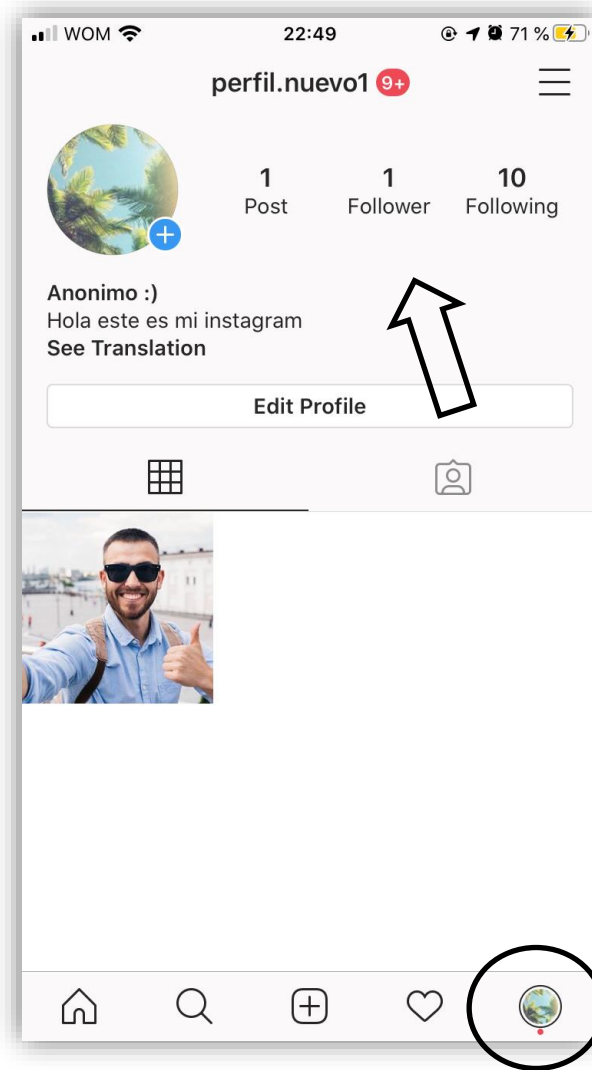 WOM 22:49 71 %
perfil.nuevo1 9+
1 1 10
Post Follower Following
Anonimo :)
Hola este es mi instagram
See Translation
Edit Profile